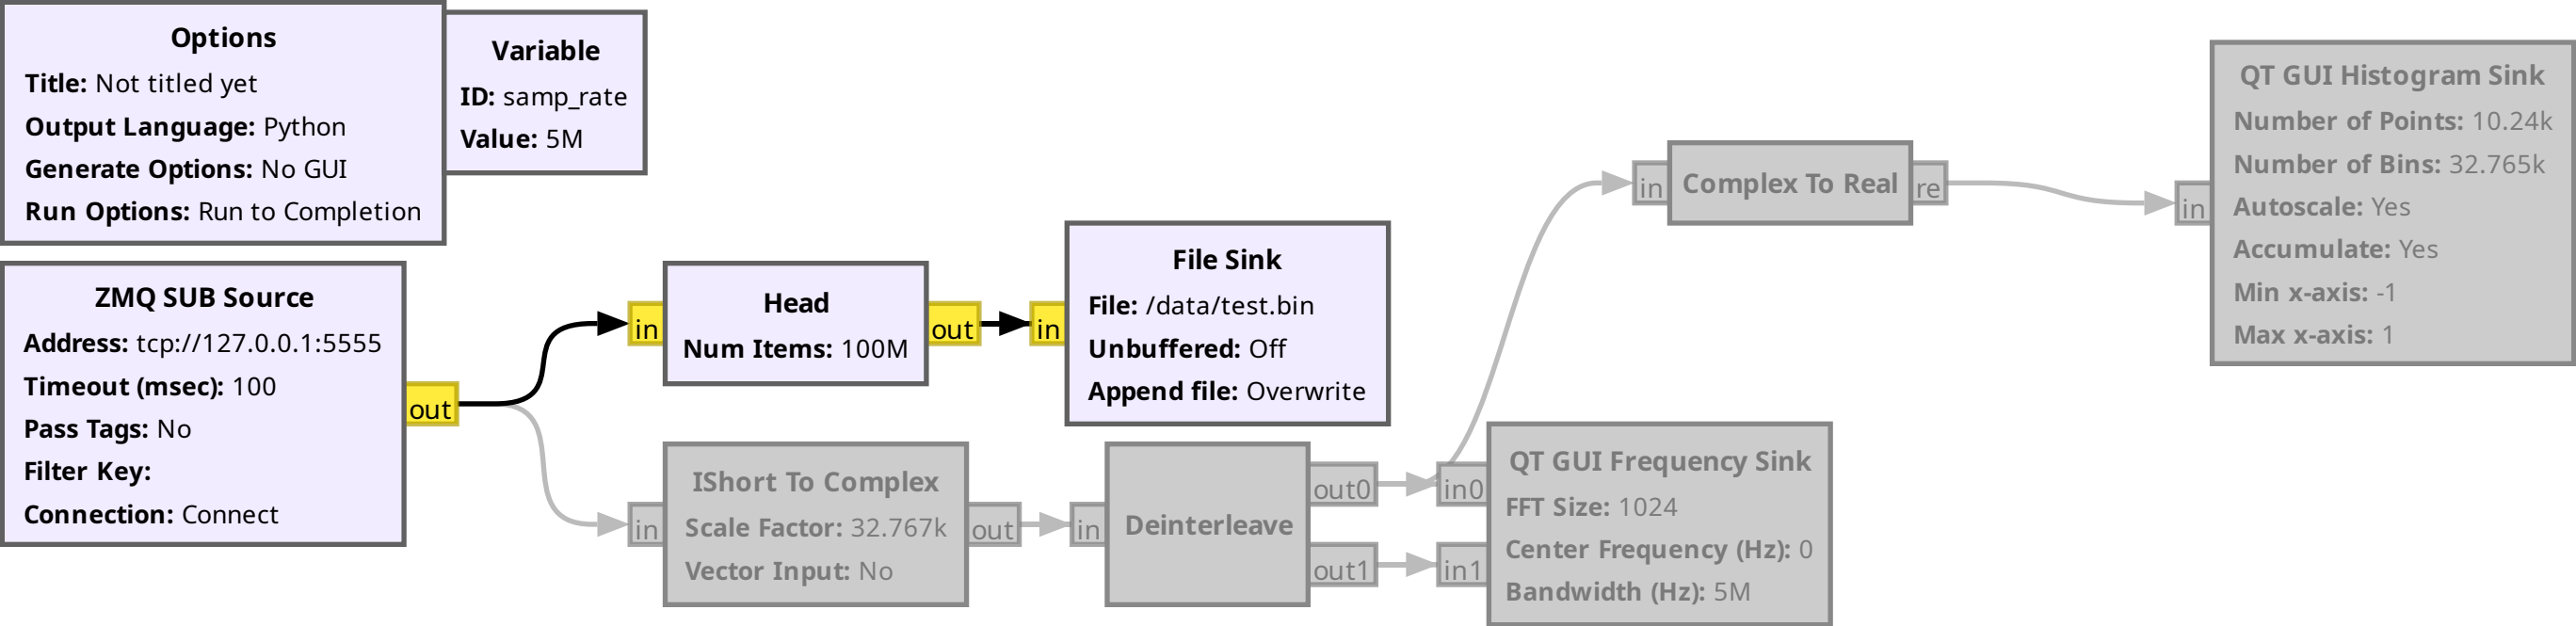 Options
Title: Not titled yet
Output Language: Python
Generate Options: No GUI
Run Options: Run to Completion
Variable
ID: samp_rate
Value: 5M
ZMQ SUB Source
Address: tcp://127.0.0.1:5555
Timeout (msec): 100
Pass Tags: No
Filter Key:
Connection: Connect
out
in
Head
Num Items: 100M
out
in
File Sink
File: /data/test.bin
Unbuffered: Off
Append file: Overwrite
in
IShort To Complex
Scale Factor: 32.767k
Vector Input: No
out
in
Deinterleave
out0
out1
in0
in1
QT GUI Frequency Sink
FFT Size: 1024
Center Frequency (Hz): 0
Bandwidth (Hz): 5M
in
Complex To Real
re
in
QT GUI Histogram Sink
Number of Points: 10.24k
Number of Bins: 32.765k
Autoscale: Yes
Accumulate: Yes
Min x-axis: -1
Max x-axis: 1